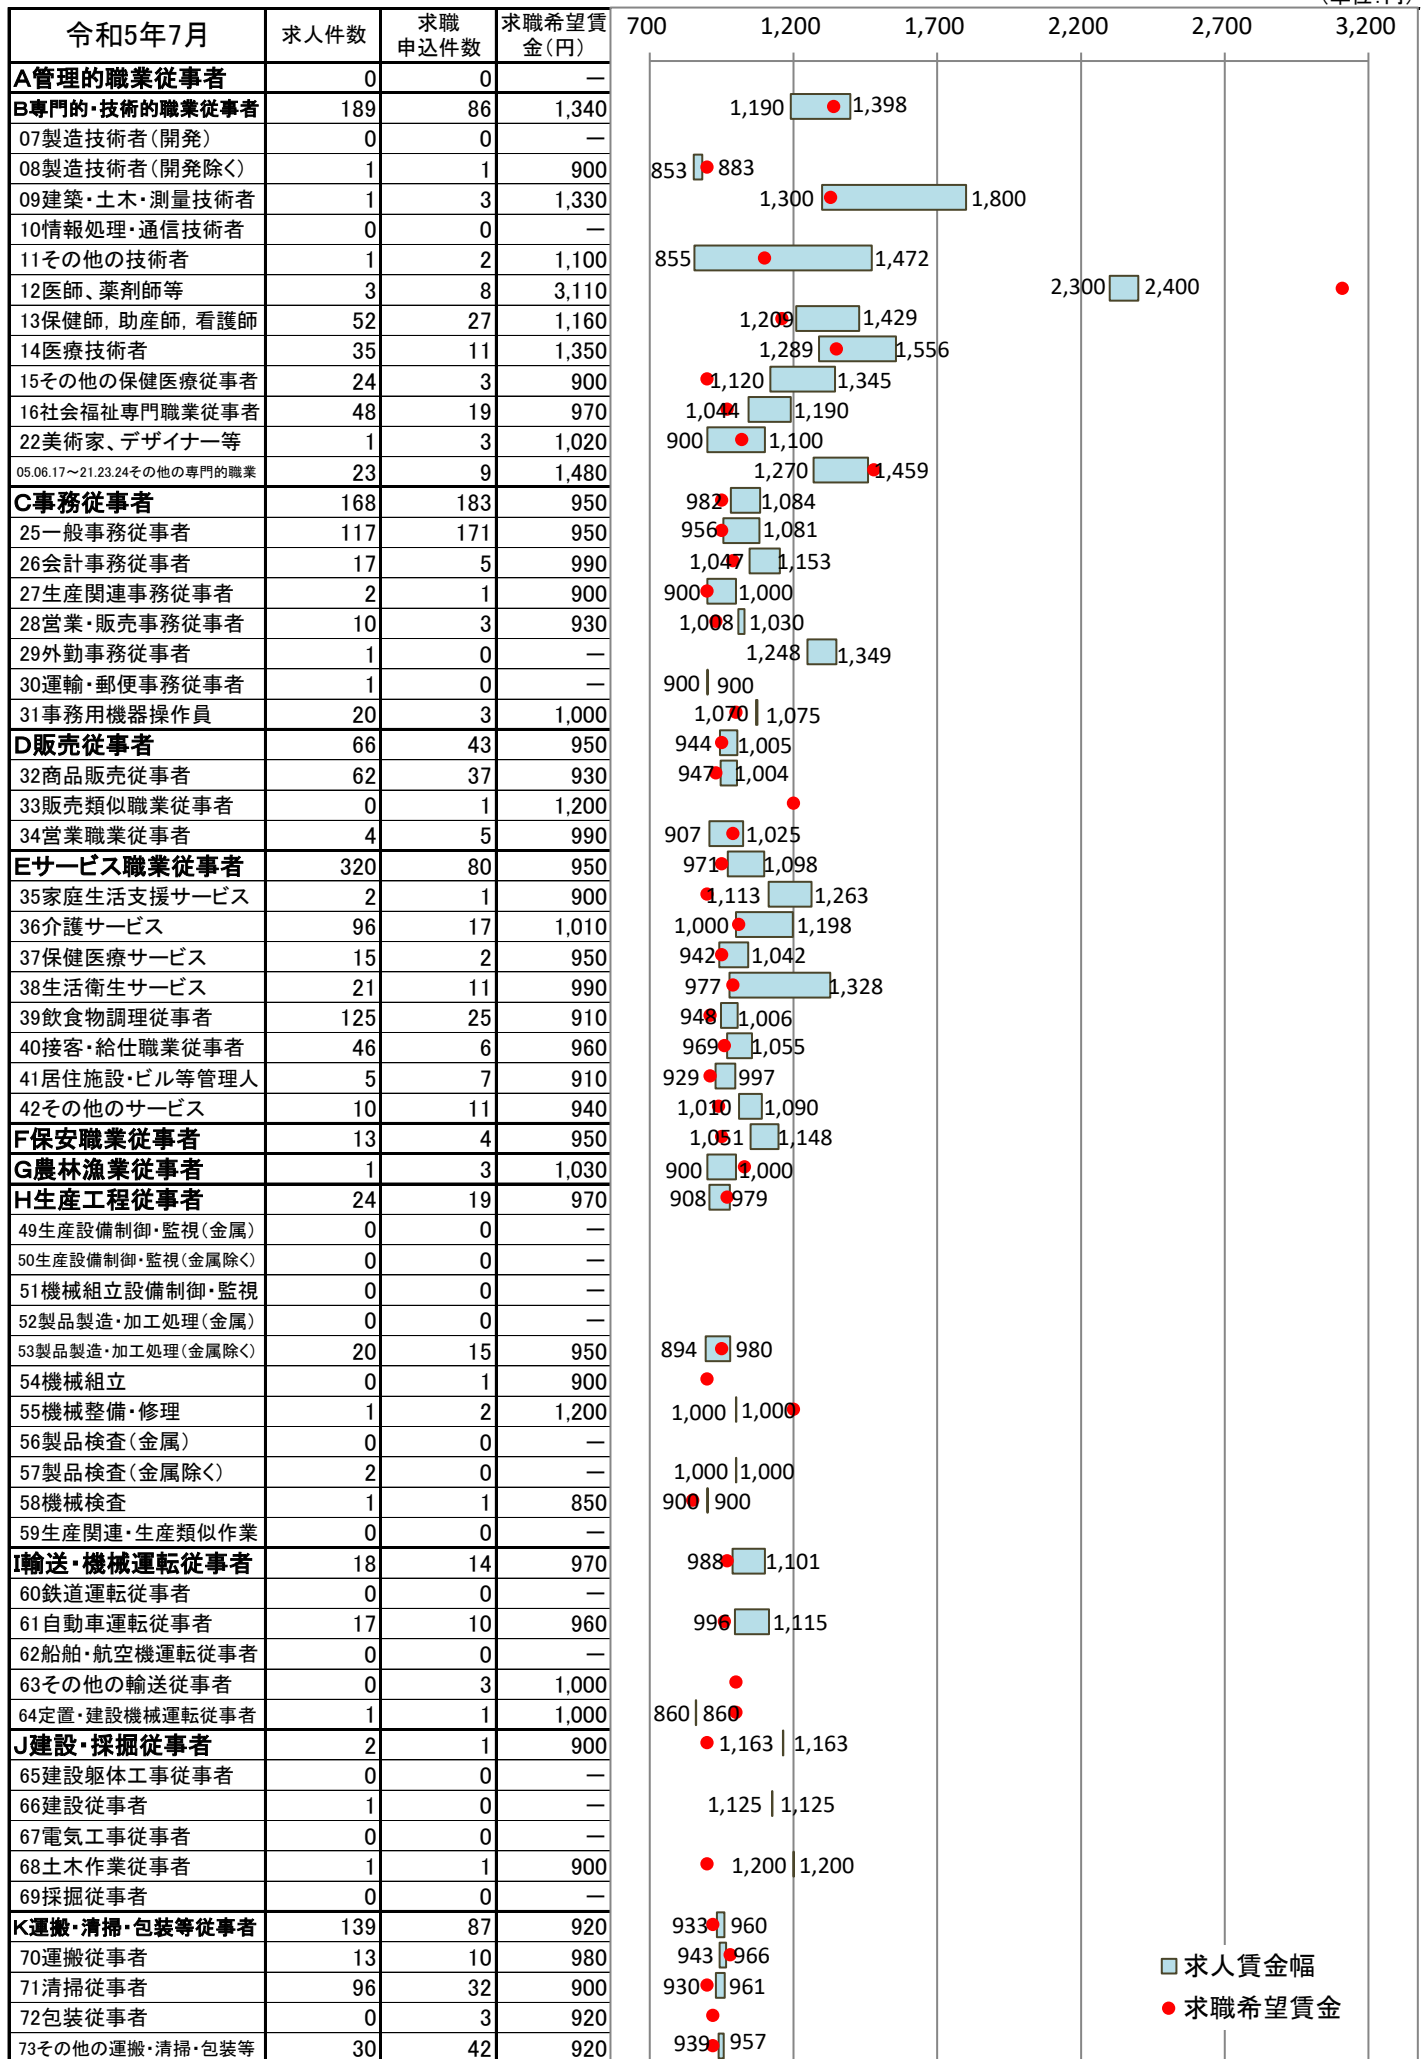 (単位:円)
令和5年7月 求人件数 求職申込件数 求職希望賃金(円) 700 1,200 1,700 2,200 2,700 3,200
A管理的職業従事者 0 0 ―
B専門的・技術的職業従事者 189 86 1,340 1,190 1,398
07製造技術者(開発) 0 0 ―
08製造技術者(開発除く) 1 1 900 853 883
09建築・土木・測量技術者 1 3 1,330 1,300 1,800
10情報処理・通信技術者 0 0 ―
11その他の技術者 1 2 1,100 855 1,472
12医師、薬剤師等 3 8 3,110 2,300 2,400
13保健師, 助産師, 看護師 52 27 1,160 1,209 1,429
14医療技術者 35 11 1,350 1,289 1,556
15その他の保健医療従事者 24 3 900 1,120 1,345
16社会福祉専門職業従事者 48 19 970 1,044 1,190
22美術家、デザイナー等 1 3 1,020 900 1,100
05.06.17～21.23.24その他の専門的職業 23 9 1,480 1,270 1,459
C事務従事者 168 183 950 982 1,084
25一般事務従事者 117 171 950 956 1,081
26会計事務従事者 17 5 990 1,047 1,153
27生産関連事務従事者 2 1 900 900 1,000
28営業・販売事務従事者 10 3 930 1,008 1,030
29外勤事務従事者 1 0 ― 1,248 1,349
30運輸・郵便事務従事者 1 0 ― 900 900
31事務用機器操作員 20 3 1,000 1,070 1,075
D販売従事者 66 43 950 944 1,005
32商品販売従事者 62 37 930 947 1,004
33販売類似職業従事者 0 1 1,200
34営業職業従事者 4 5 990 907 1,025
Eサービス職業従事者 320 80 950 971 1,098
35家庭生活支援サービス 2 1 900 1,113 1,263
36介護サービス 96 17 1,010 1,000 1,198
37保健医療サービス 15 2 950 942 1,042
38生活衛生サービス 21 11 990 977 1,328
39飲食物調理従事者 125 25 910 948 1,006
40接客・給仕職業従事者 46 6 960 969 1,055
41居住施設・ビル等管理人 5 7 910 929 997
42その他のサービス 10 11 940 1,010 1,090
F保安職業従事者 13 4 950 1,051 1,148
G農林漁業従事者 1 3 1,030 900 1,000
H生産工程従事者 24 19 970 908 979
49生産設備制御・監視(金属) 0 0 ―
50生産設備制御・監視(金属除く) 0 0 ―
51機械組立設備制御・監視 0 0 ―
52製品製造・加工処理(金属) 0 0 ―
53製品製造・加工処理(金属除く) 20 15 950 894 980
54機械組立 0 1 900
55機械整備・修理 1 2 1,200 1,000 1,000
56製品検査(金属) 0 0 ―
57製品検査(金属除く) 2 0 ― 1,000 1,000
58機械検査 1 1 850 900 900
59生産関連・生産類似作業 0 0 ―
I輸送・機械運転従事者 18 14 970 988 1,101
60鉄道運転従事者 0 0 ―
61自動車運転従事者 17 10 960 996 1,115
62船舶・航空機運転従事者 0 0 ―
63その他の輸送従事者 0 3 1,000
64定置・建設機械運転従事者 1 1 1,000 860 860
J建設・採掘従事者 2 1 900 1,163 1,163
65建設躯体工事従事者 0 0 ―
66建設従事者 1 0 ― 1,125 1,125
67電気工事従事者 0 0 ―
68土木作業従事者 1 1 900 1,200 1,200
69採掘従事者 0 0 ―
K運搬・清掃・包装等従事者 139 87 920 933 960
70運搬従事者 13 10 980 943 966
71清掃従事者 96 32 900 930 961
72包装従事者 0 3 920
73その他の運搬・清掃・包装等 30 42 920 939 957
求人賃金幅
求職希望賃金